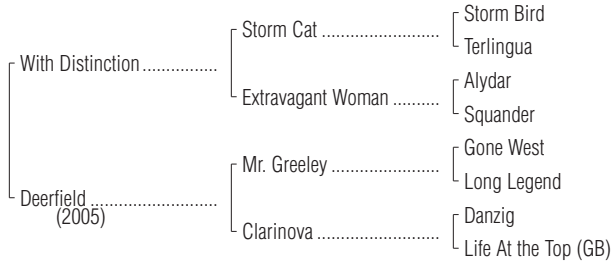 Storm Bird
Storm Cat ......................
Terlingua
With Distinction ..................
Alydar
Extravagant Woman ..........
Squander
Gone West
Mr. Greeley ......................
Long Legend
Deerfield ..............................
(2005)
Danzig
Clarinova ..........................
Life At the Top (GB)